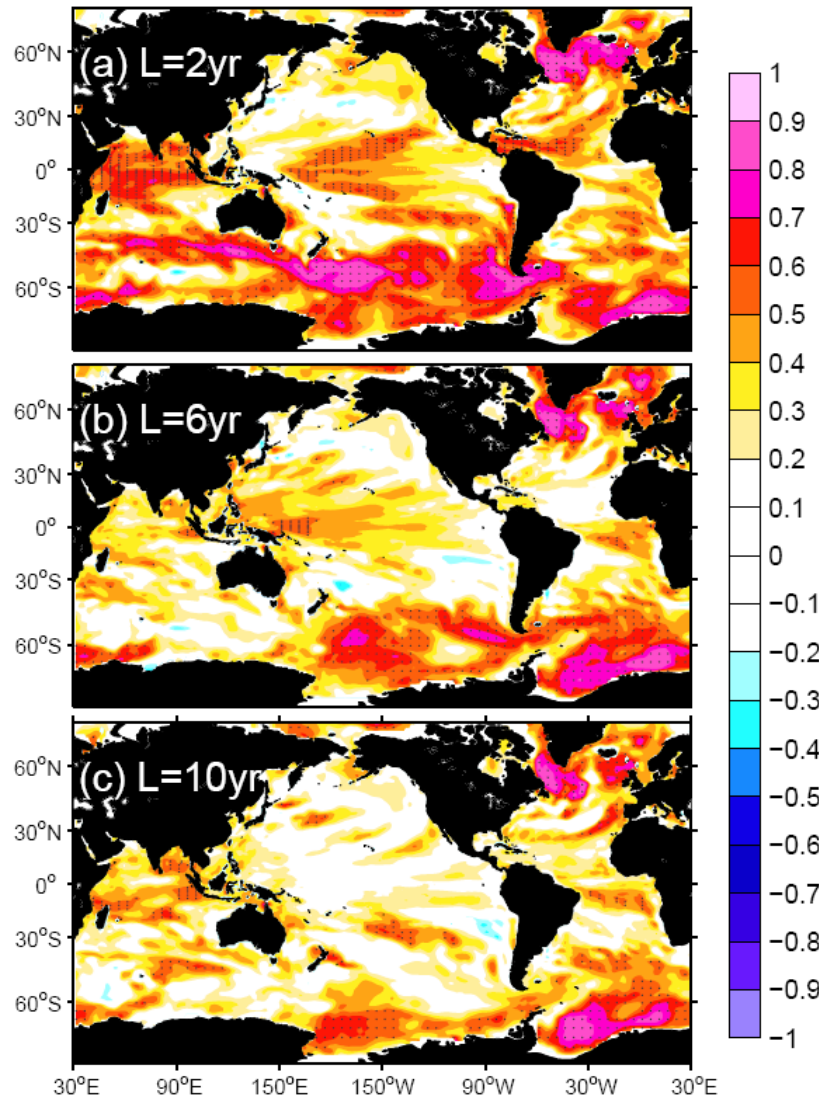 (a) L=2yr
60°N
30°N
0°
30°S
60°S
(b) L=6yr
60°N
30°N
0°
30°S
60°S
(c) L=10yr
60°N
30°N
0°
30°S
60°S
30°E 90°E 150°E 150°W 90°W 30°W 30°E
1
0.9
0.8
0.7
0.6
0.5
0.4
0.3
0.2
0.1
0
−0.1
−0.2
−0.3
−0.4
−0.5
−0.6
−0.7
−0.8
−0.9
−1